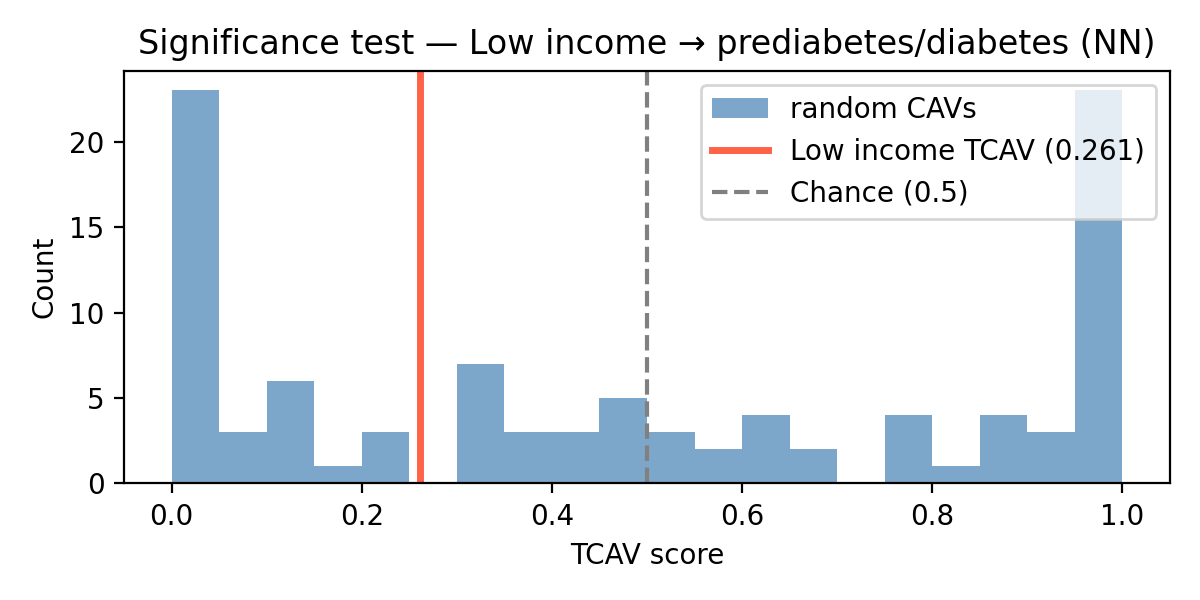 Significance test — Low income → prediabetes/diabetes (NN)
random CAVs
Low income TCAV (0.261)
Chance (0.5)
Count
20
15
10
5
0
0.0 0.2 0.4 0.6 0.8 1.0
TCAV score